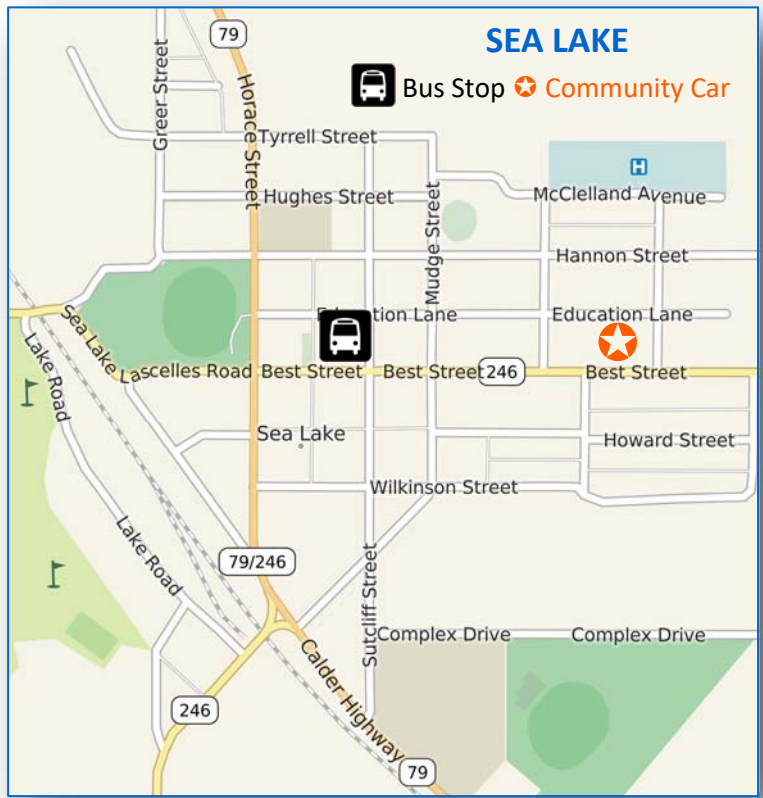 SEA LAKE
Bus Stop Community Car
79
Greer Street
Horace Street
Tyrrell Street
H
Hughes Street
McClelland Avenue
Mudge Street
Hannon Street
Education Lane
Education Lane
Sea Lake Lascelles Road
Best Street
Best Street
246
Best Street
Lake Road
Sea Lake
Howard Street
Wilkinson Street
Lake Road
79/246
Sutcliff Street
Complex Drive
Complex Drive
Calder Highway
246
79